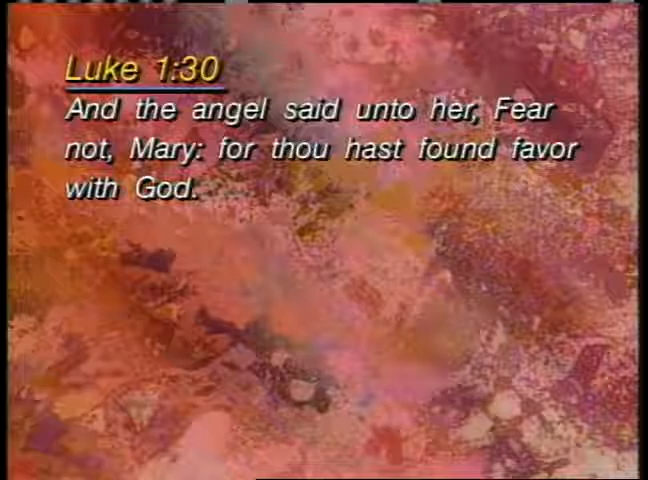 Luke 1:30
And the angel said unto her, Fear
not, Mary: for thou hast found favor
with God.